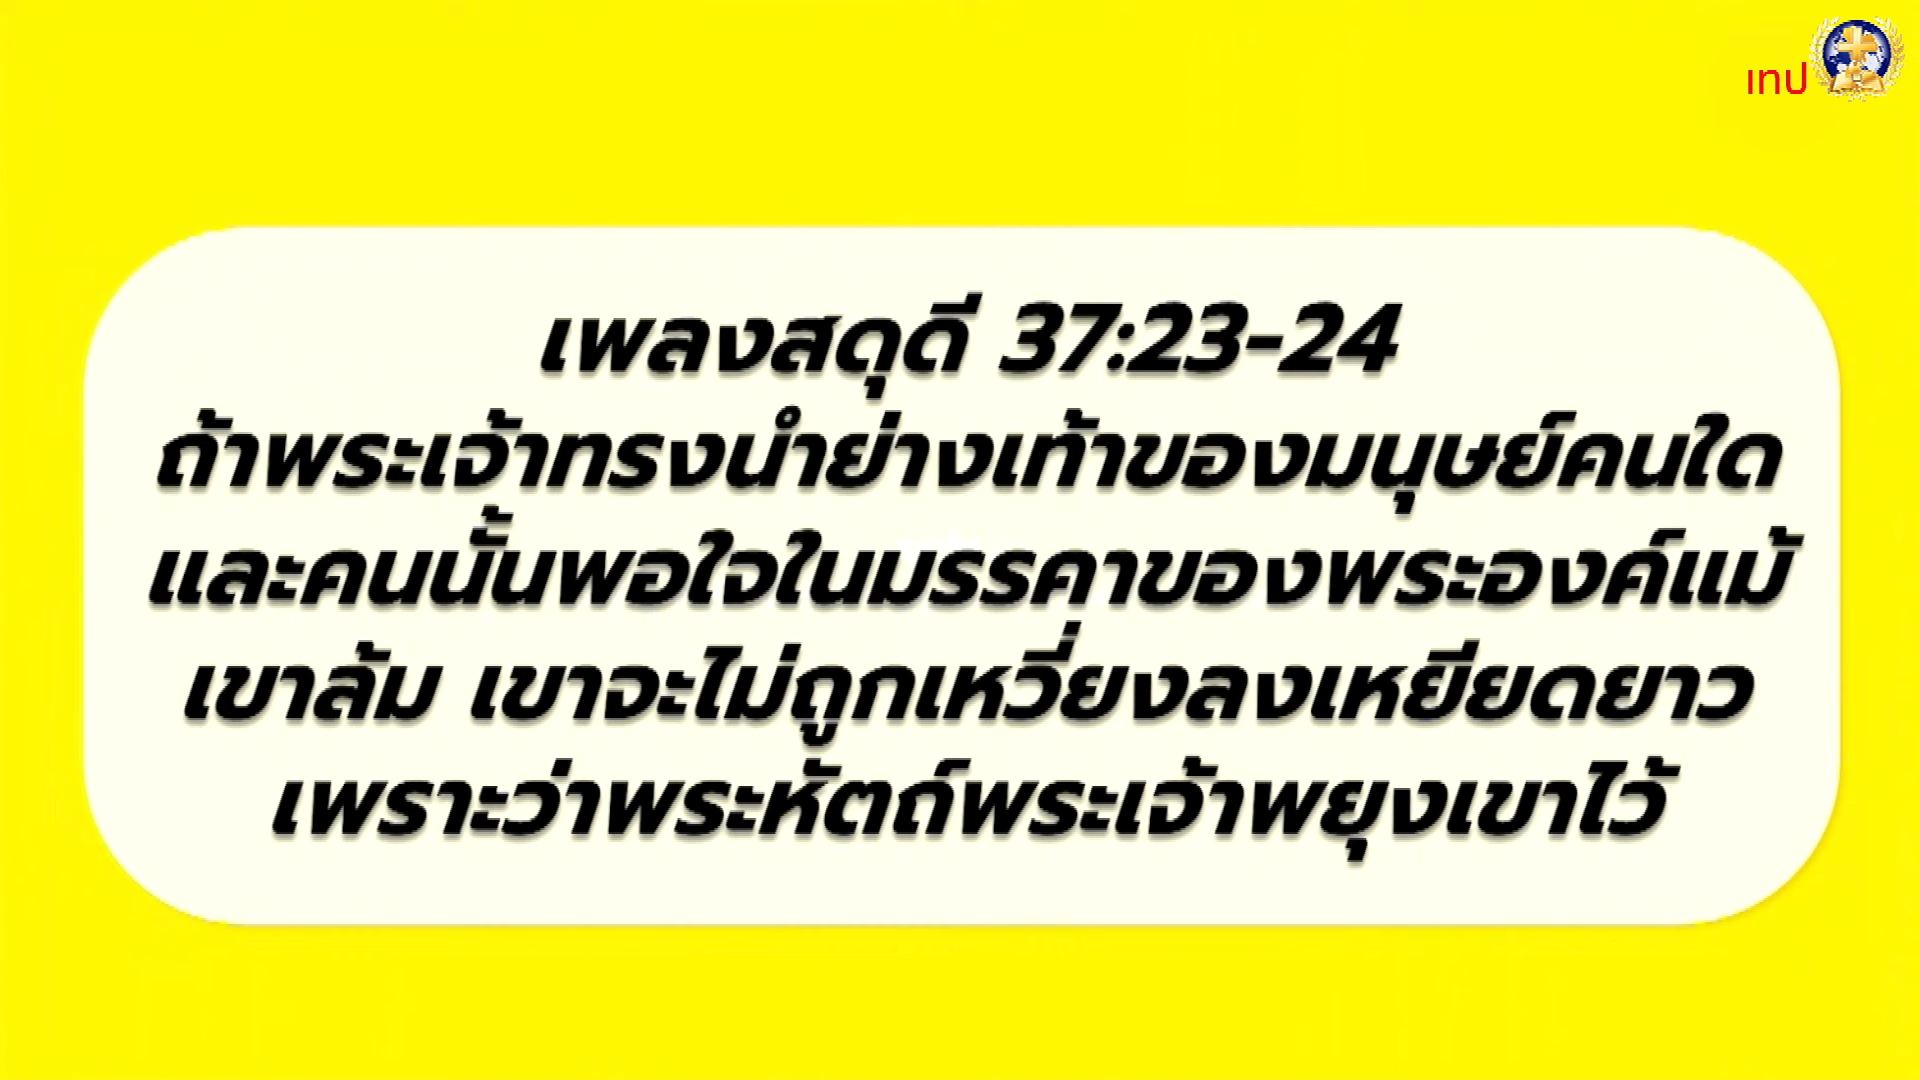 เทป
เพลงสดุดี 37:23-24
ถ้าพระเจ้าทรงนำย่างเท้าของมนุษย์คนใด
และคนนั้นพอใจในมรรคาของพระองค์แม้
เขาล้ม เขาจะไม่ถูกเหวี่ยงลงเหยียดยาว
เพราะว่าพระหัตถ์พระเจ้าพยุงเขาไว้